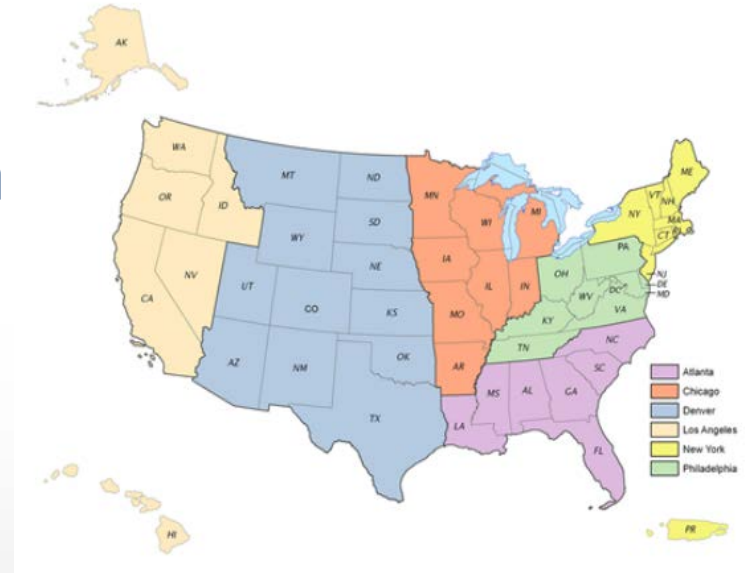 AK
WA
MT
ND
MN
ME
VT
NH
OR
ID
WI
MI
NY
MA
CT
RI
SD
WY
PA
IA
NE
NV
OH
NJ
UT
IL
IN
DE
DC
MD
CA
CO
WV
VA
KS
MO
KY
NC
TN
OK
AZ
NM
AR
SC
MS
AL
GA
TX
LA
FL
Atlanta
Chicago
Denver
Los Angeles
New York
Philadelphia
HI
PR